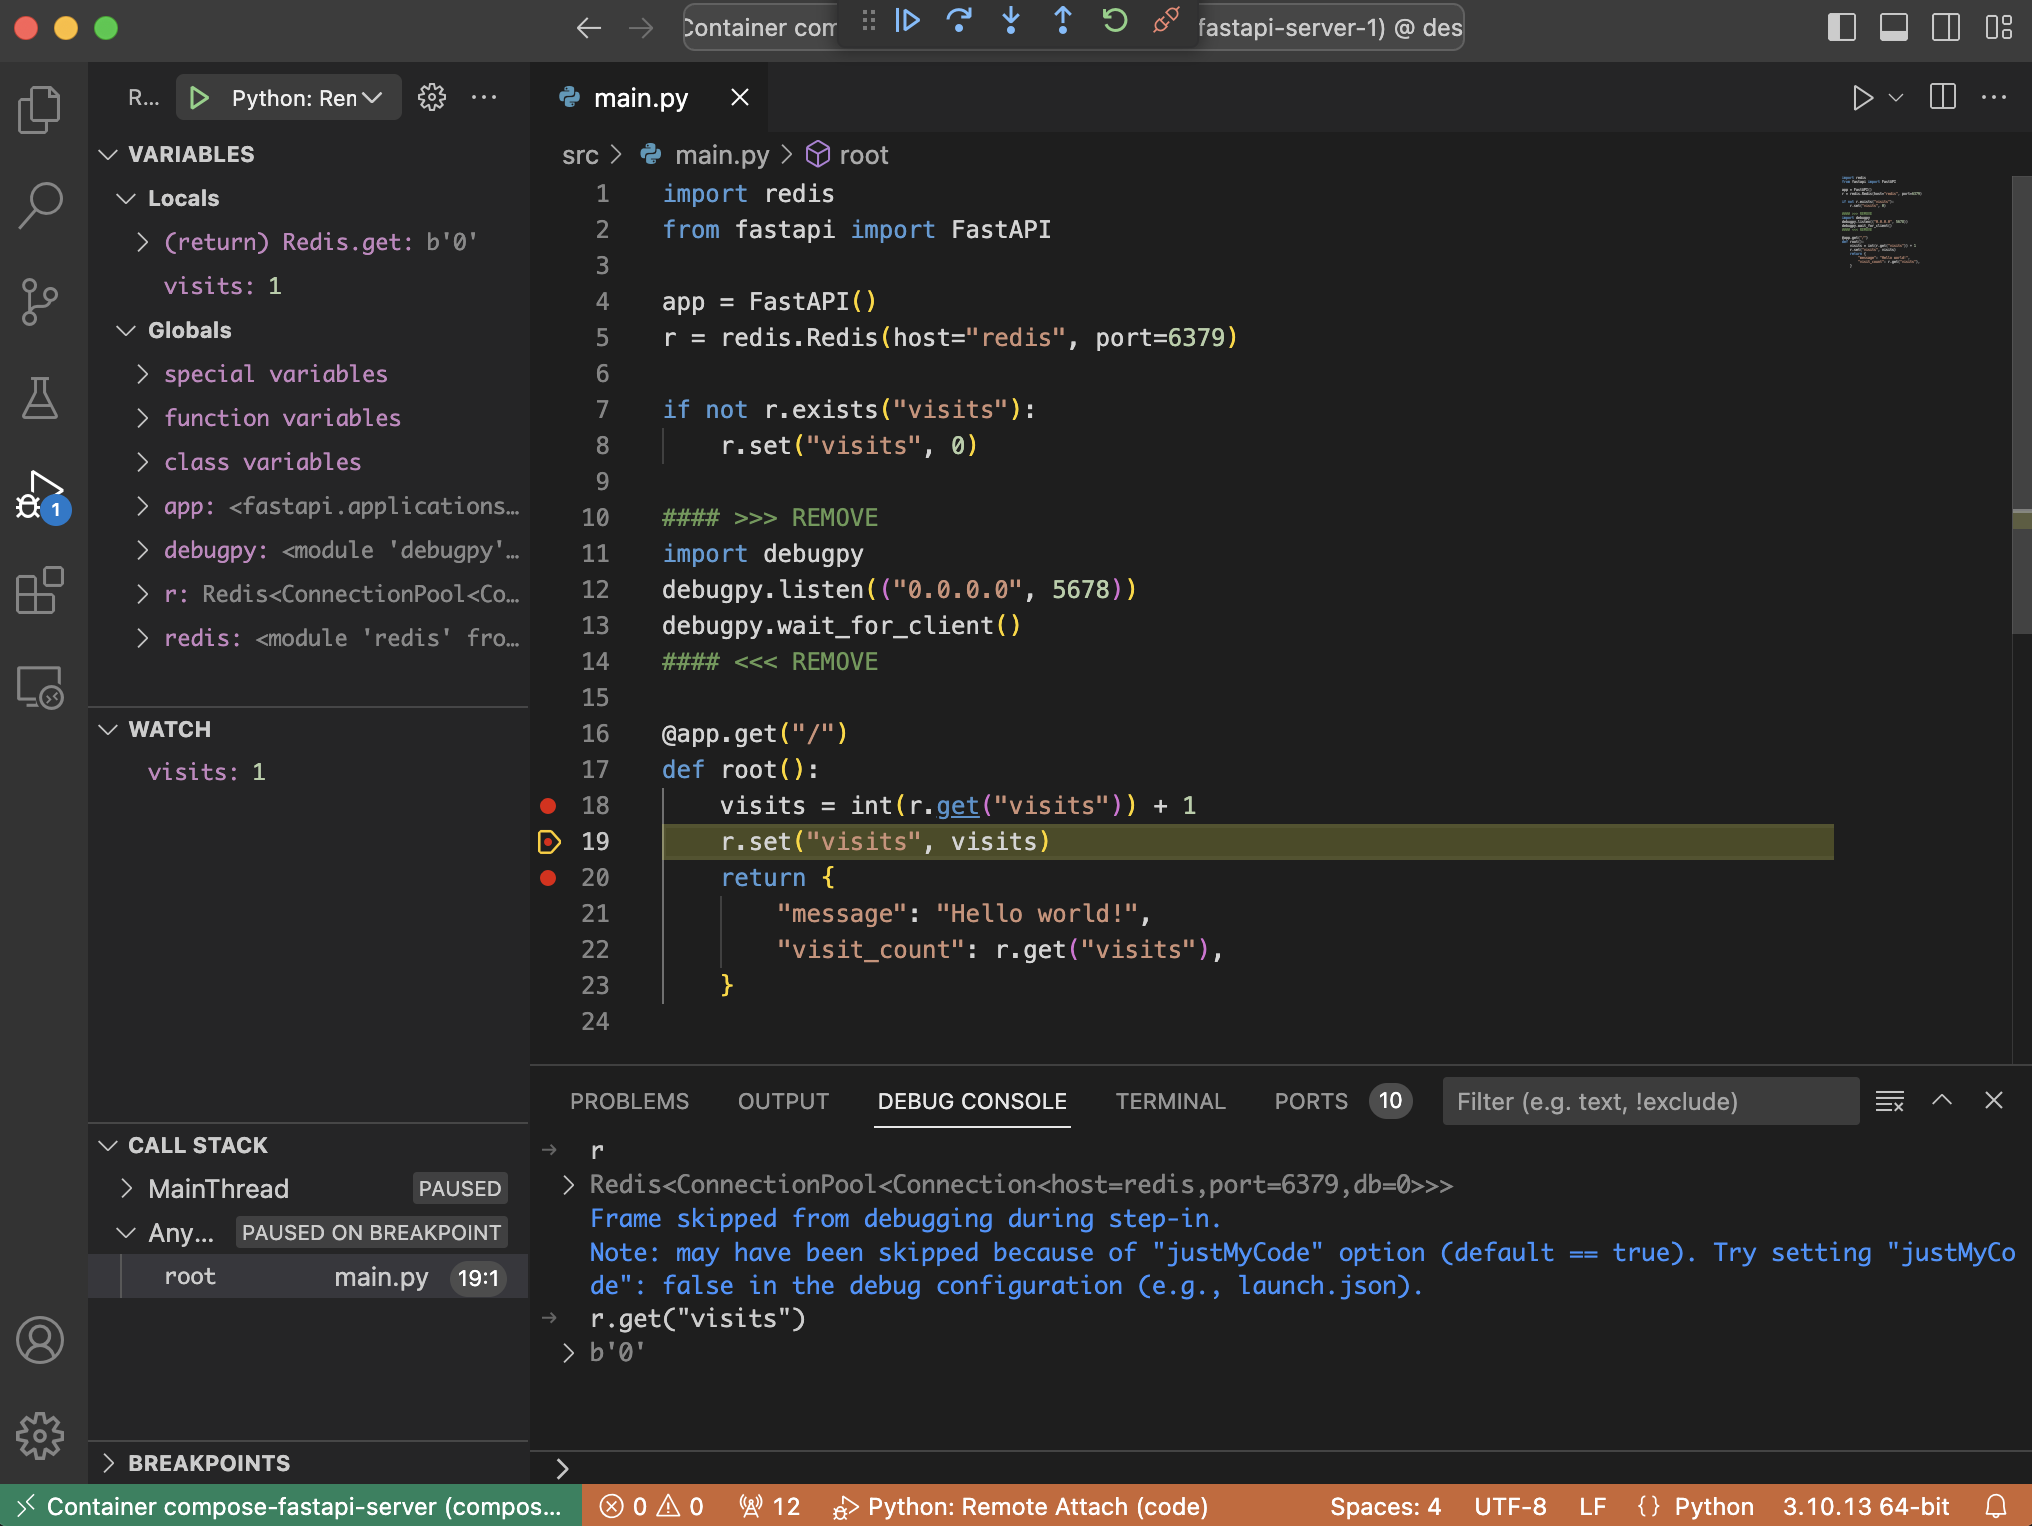 Container com
fastapi-server-1) @ des
R...
Python: Ren
VARIABLES
Locals
(return) Redis.get: b'0'
visits: 1
Globals
special variables
function variables
class variables
app: <fastapi.applications...
debugpy: <module 'debugpy'...
r: Redis<ConnectionPool<Co...
redis: <module 'redis' fro...
1
WATCH
visits: 1
CALL STACK
MainThread PAUSED
Any... PAUSED ON BREAKPOINT
root main.py 19:1
BREAKPOINTS
main.py
src > main.py > root
1 import redis
2 from fastapi import FastAPI
3
4 app = FastAPI()
5 r = redis.Redis(host="redis", port=6379)
6
7 if not r.exists("visits"):
8 r.set("visits", 0)
9
10 #### >>> REMOVE
11 import debugpy
12 debugpy.listen(("0.0.0.0", 5678))
13 debugpy.wait_for_client()
14 #### <<< REMOVE
15
16 @app.get("/")
17 def root():
18 visits = int(r.get("visits")) + 1
19 r.set("visits", visits)
20 return {
21 "message": "Hello world!",
22 "visit_count": r.get("visits"),
23 }
24
PROBLEMS OUTPUT DEBUG CONSOLE TERMINAL PORTS 10 Filter (e.g. text, !exclude)
→ r
> Redis<ConnectionPool<Connection<host=redis,port=6379,db=0>>>
Frame skipped from debugging during step-in.
Note: may have been skipped because of "justMyCode" option (default == true). Try setting "justMyCo
de": false in the debug configuration (e.g., launch.json).
→ r.get("visits")
> b'0'
>
Container compose-fastapi-server (compos... 0 0 12 Python: Remote Attach (code) Spaces: 4 UTF-8 LF {} Python 3.10.13 64-bit